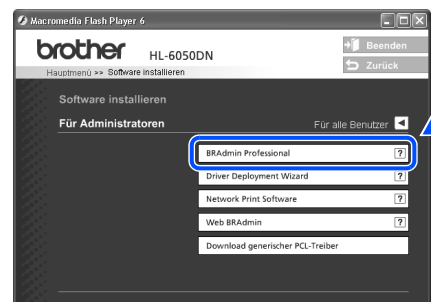 Macromedia Flash Player 6
brother HL-6050DN
Beenden
Zurück
Hauptmenü >> Software installieren
Software installieren
Für Administratoren
Für alle Benutzer
BRAdmin Professional ?
Driver Deployment Wizard ?
Network Print Software ?
Web BRAdmin ?
Download generischer PCL-Treiber